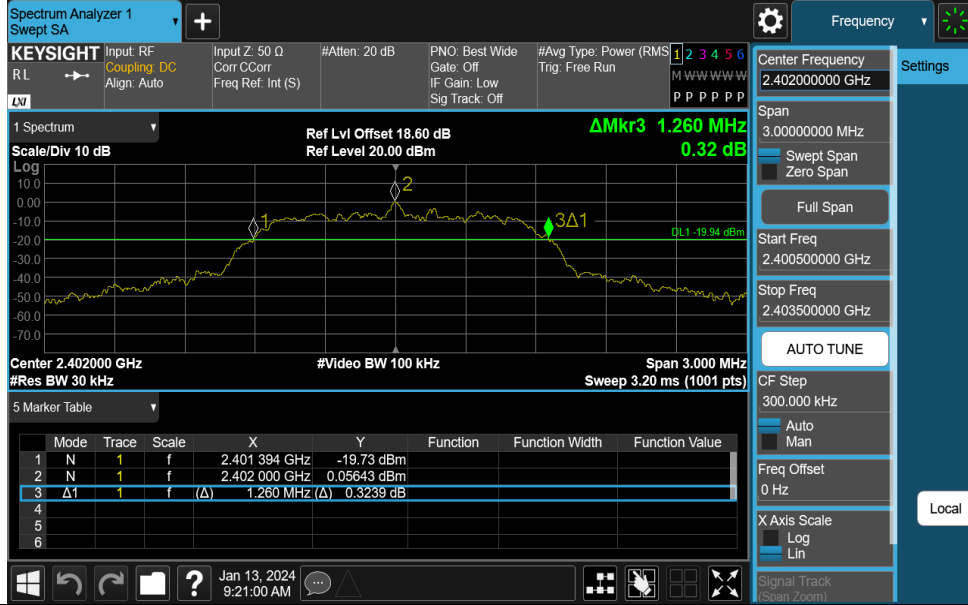 Spectrum Analyzer 1
Swept SA
+
Frequency
KEYSIGHT
RL
LXI
Input: RF
Coupling: DC
Align: Auto
Input Z: 50 Ω
Corr CCorr
Freq Ref: Int (S)
#Atten: 20 dB
PNO: Best Wide
Gate: Off
IF Gain: Low
Sig Track: Off
#Avg Type: Power (RMS
Trig: Free Run
1 2 3 4 5 6
M W W W W W
P P P P P P
1 Spectrum
Scale/Div 10 dB
Ref Lvl Offset 18.60 dB
Ref Level 20.00 dBm
ΔMkr3 1.260 MHz
0.32 dB
Log
10.0
0.00
-10.0
-20.0
-30.0
-40.0
-50.0
-60.0
-70.0
1
2
3Δ1
DL1 -19.94 dBm
Center 2.402000 GHz
#Video BW 100 kHz
Span 3.000 MHz
#Res BW 30 kHz
Sweep 3.20 ms (1001 pts)
5 Marker Table
Mode Trace Scale X Y Function Function Width Function Value
1 N 1 f 2.401 394 GHz -19.73 dBm
2 N 1 f 2.402 000 GHz 0.05643 dBm
3 Δ1 1 f (Δ) 1.260 MHz (Δ) 0.3239 dB
4
5
6
?
Jan 13, 2024
9:21:00 AM
Center Frequency
2.402000000 GHz
Settings
Span
3.00000000 MHz
Swept Span
Zero Span
Full Span
Start Freq
2.400500000 GHz
Stop Freq
2.403500000 GHz
AUTO TUNE
CF Step
300.000 kHz
Auto
Man
Freq Offset
0 Hz
Local
X Axis Scale
Log
Lin
Signal Track
(Span Zoom)